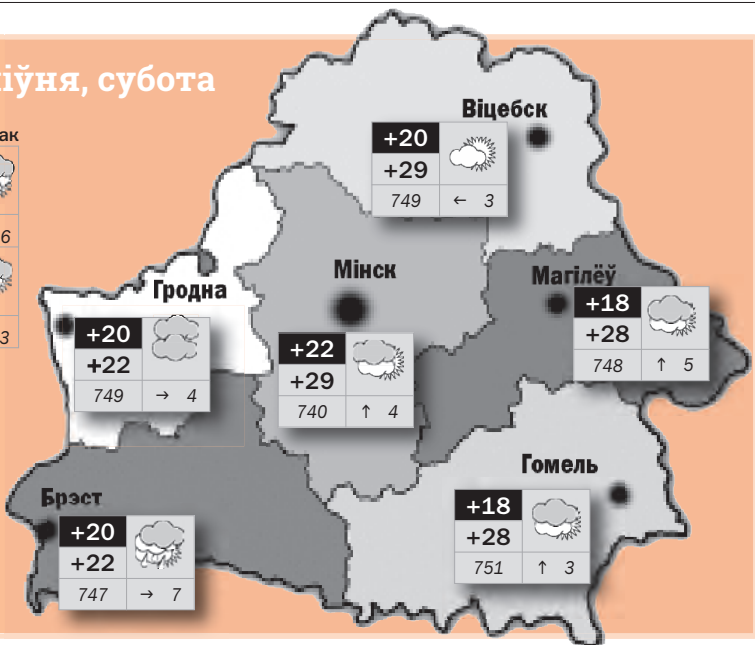 субота
ак
6
3
Віцебск
+20
+29
749 ← 3
Мінск
+22
+29
740 ↑ 4
Магілёў
+18
+28
748 ↑ 5
Гродна
+20
+22
749 → 4
Гомель
+18
+28
751 ↑ 3
Брэст
+20
+22
747 → 7